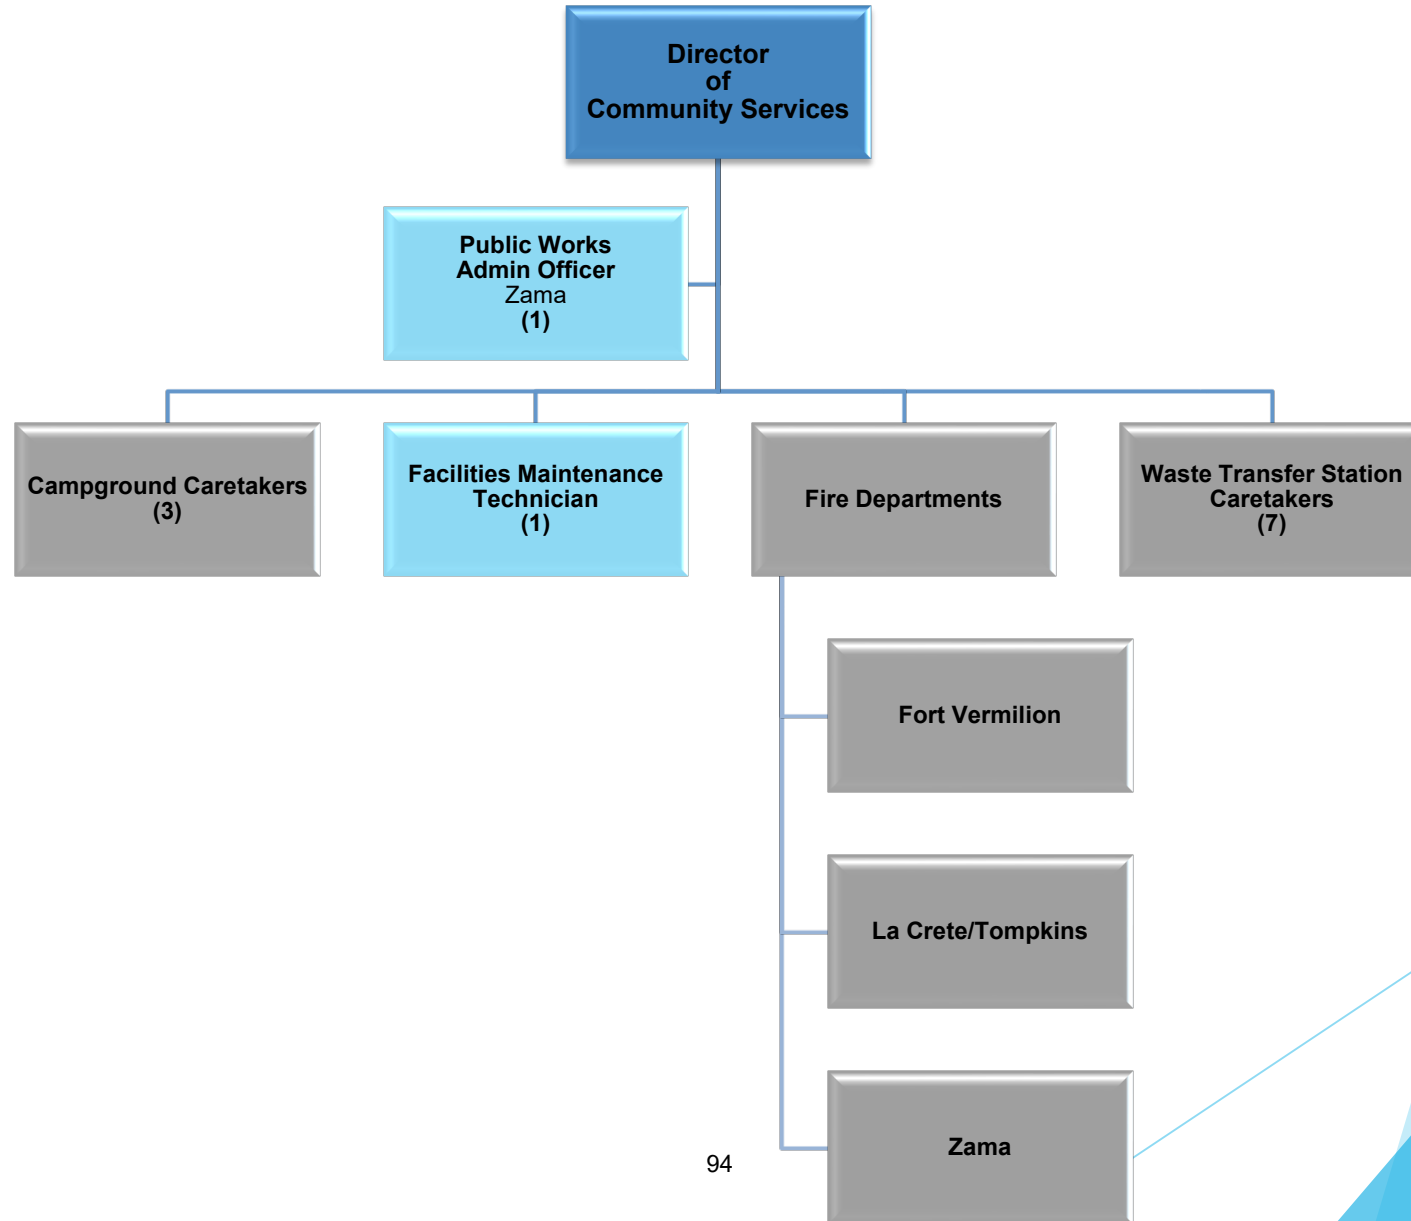 Director
of
Community Services
Public Works
Admin Officer
Zama
(1)
Campground Caretakers
(3)
Facilities Maintenance
Technician
(1)
Fire Departments
Waste Transfer Station
Caretakers
(7)
Fort Vermilion
La Crete/Tompkins
Zama
94